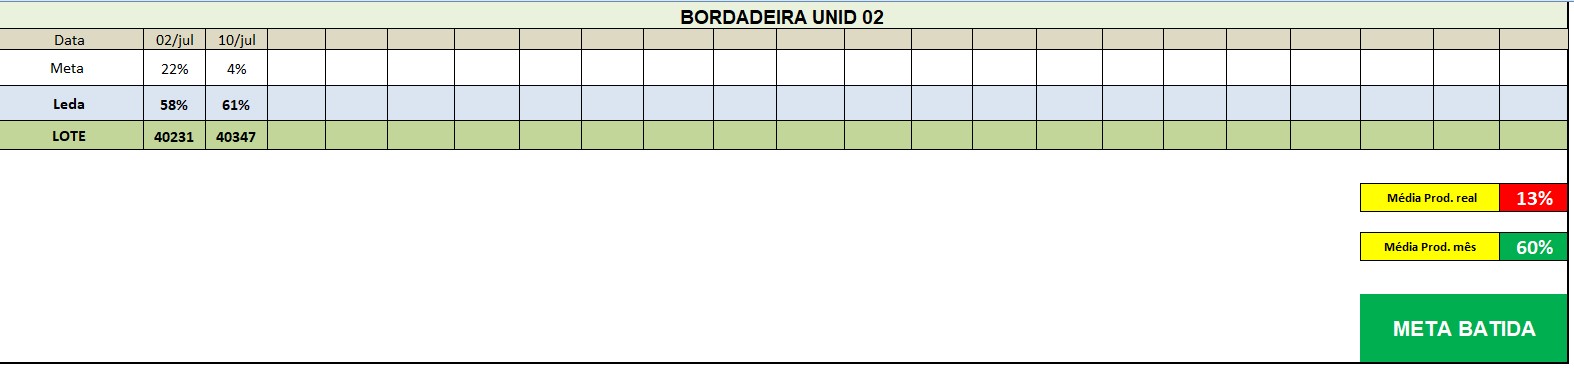 BORDADEIRA UNID 02
Data 02/jul 10/jul
Meta 22% 4%
Leda 58% 61%
LOTE 40231 40347
Média Prod. real 13%
Média Prod. mês 60%
META BATIDA